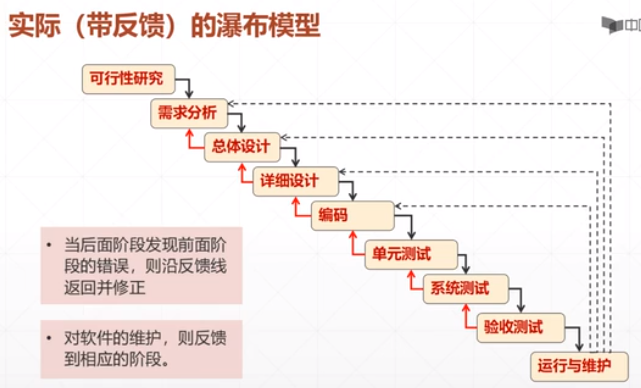 实际（带反馈）的瀑布模型
中
可行性研究
需求分析
总体设计
详细设计
编码
单元测试
系统测试
验收测试
运行与维护
• 当后面阶段发现前面阶
段的错误，则沿反馈线
返回并修正
• 对软件的维护，则反馈
到相应的阶段。